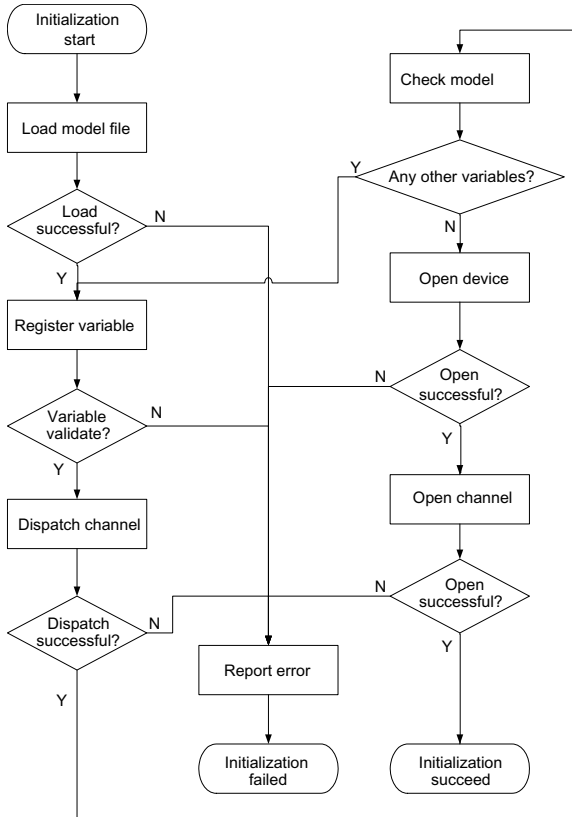 Initialization
start
Load model file
Load
successful?
N
Y
Register variable
Variable
validate?
N
Y
Dispatch channel
Dispatch
successful?
N
Y
Report error
Initialization
failed
Check model
Any other variables?
Y
N
Open device
Open
successful?
N
Y
Open channel
Open
successful?
N
Y
Initialization
succeed